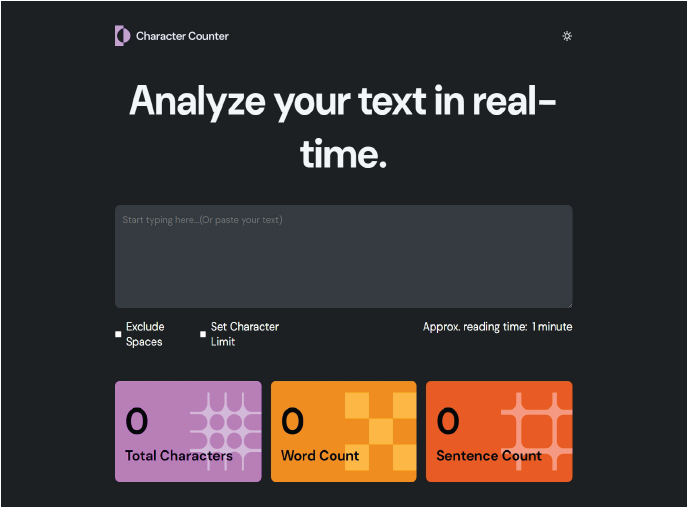 Character Counter
Analyze your text in real-
time.
Start typing here...(Or paste your text)
Exclude
Spaces
Set Character
Limit
Approx. reading time: 1 minute
0
Total Characters
0
Word Count
0
Sentence Count